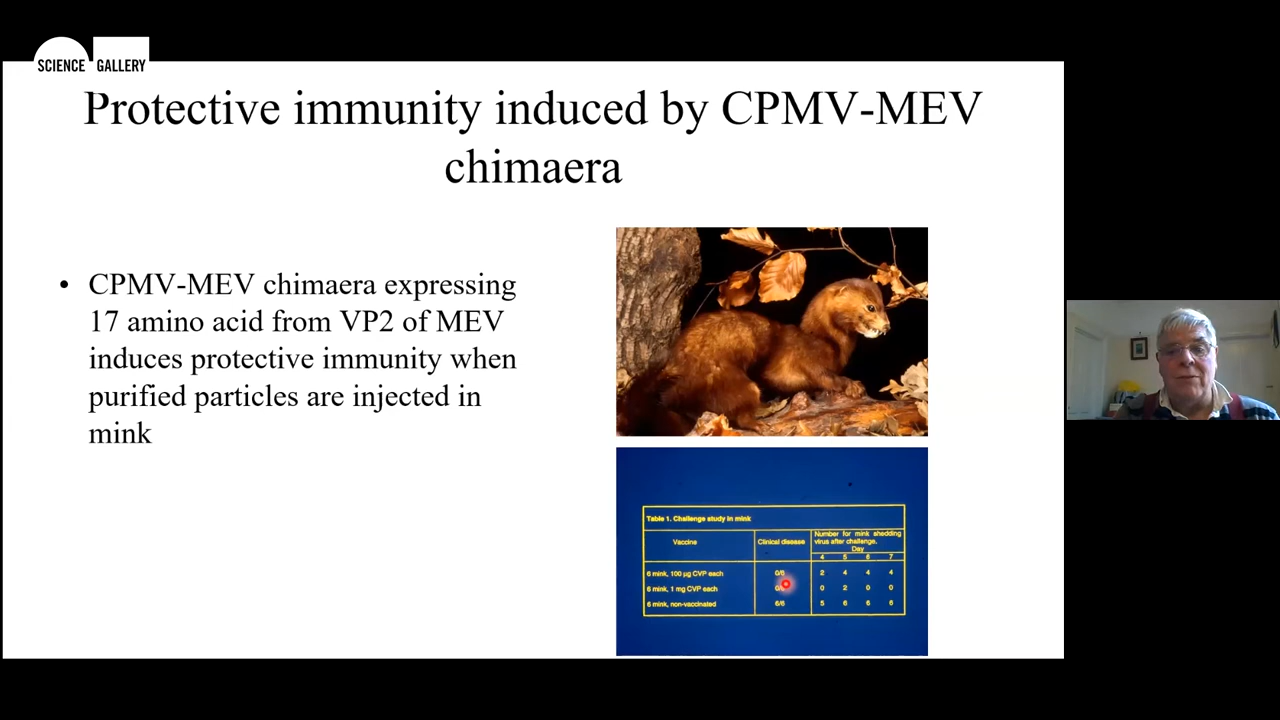 SCIENCE GALLERY
Protective immunity induced by CPMV-MEV
chimaera
• CPMV-MEV chimaera expressing
17 amino acid from VP2 of MEV
induces protective immunity when
purified particles are injected in
mink
Table 1. Challenge study in mink
Vaccine Clinical disease Number for mink shedding
virus after challenge.
Day
4 5 6 7
6 mink, 100 µg CVP each 0/6 2 4 4 4
6 mink, 1 mg CVP each 0/ 0 2 0 0
6 mink, non-vaccinated 6/6 5 6 6 6